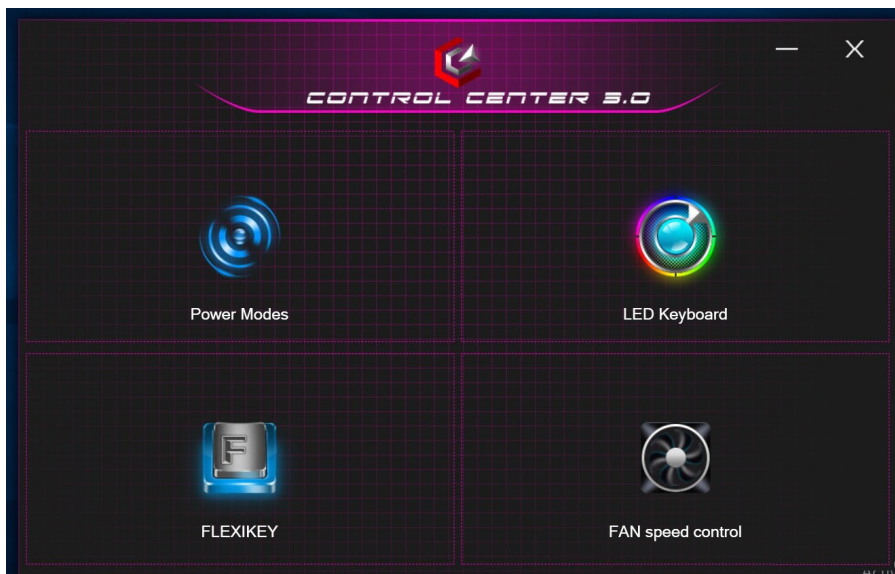 CONTROL CENTER 3.0
Power Modes
LED Keyboard
FLEXIKEY
FAN speed control